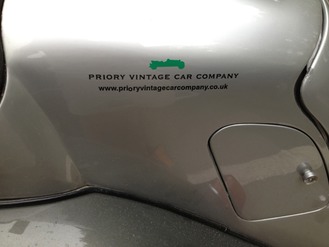 PRIORY VINTAGE CAR COMPANY
www.prioryvintagecarcompany.co.uk